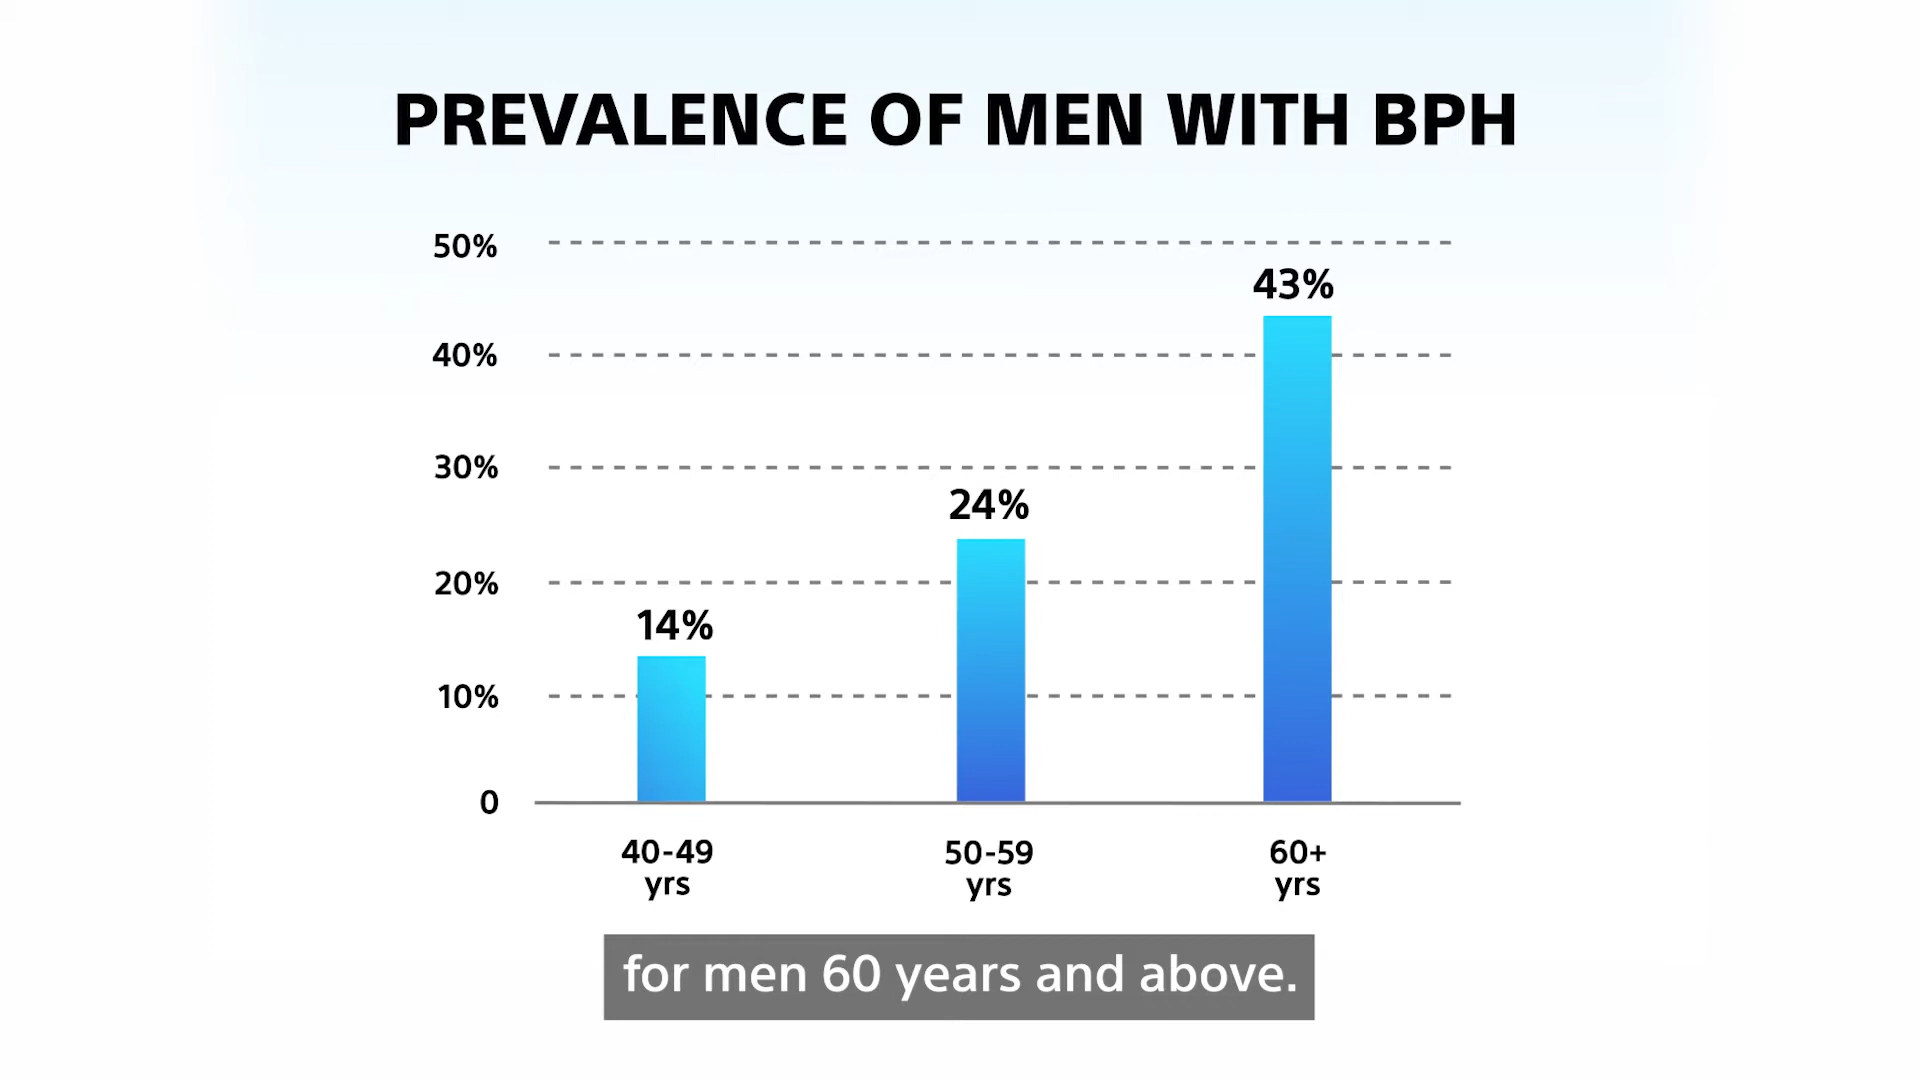 PREVALENCE OF MEN WITH BPH
50%
43%
40%
30%
24%
20%
14%
10%
0
40-49
yrs
50-59
yrs
60+
yrs
for men 60 years and above.